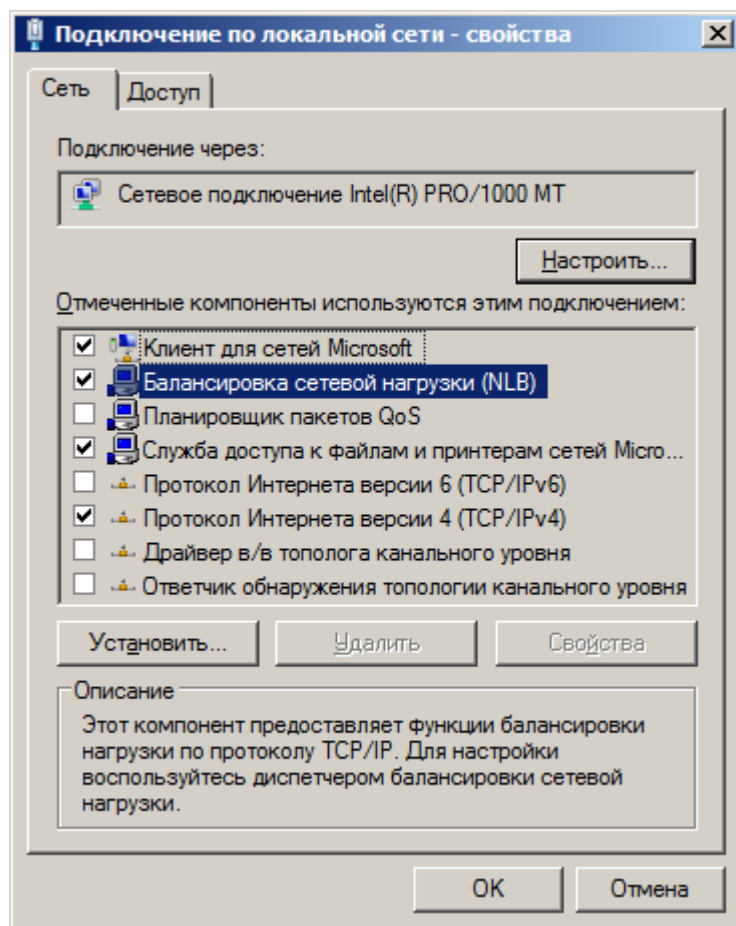 Подключение по локальной сети - свойства
Сеть
Доступ
Подключение через:
Сетевое подключение Intel(R) PRO/1000 MT
Настроить...
Отмеченные компоненты используются этим подключением:
Клиент для сетей Microsoft
Балансировка сетевой нагрузки (NLB)
Планировщик пакетов QoS
Служба доступа к файлам и принтерам сетей Micro...
Протокол Интернета версии 6 (TCP/IPv6)
Протокол Интернета версии 4 (TCP/IPv4)
Драйвер в/в тополога канального уровня
Ответчик обнаружения топологии канального уровня
Установить...
Удалить
Свойства
Описание
Этот компонент предоставляет функции балансировки
нагрузки по протоколу TCP/IP. Для настройки
воспользуйтесь диспетчером балансировки сетевой
нагрузки.
OK
Отмена